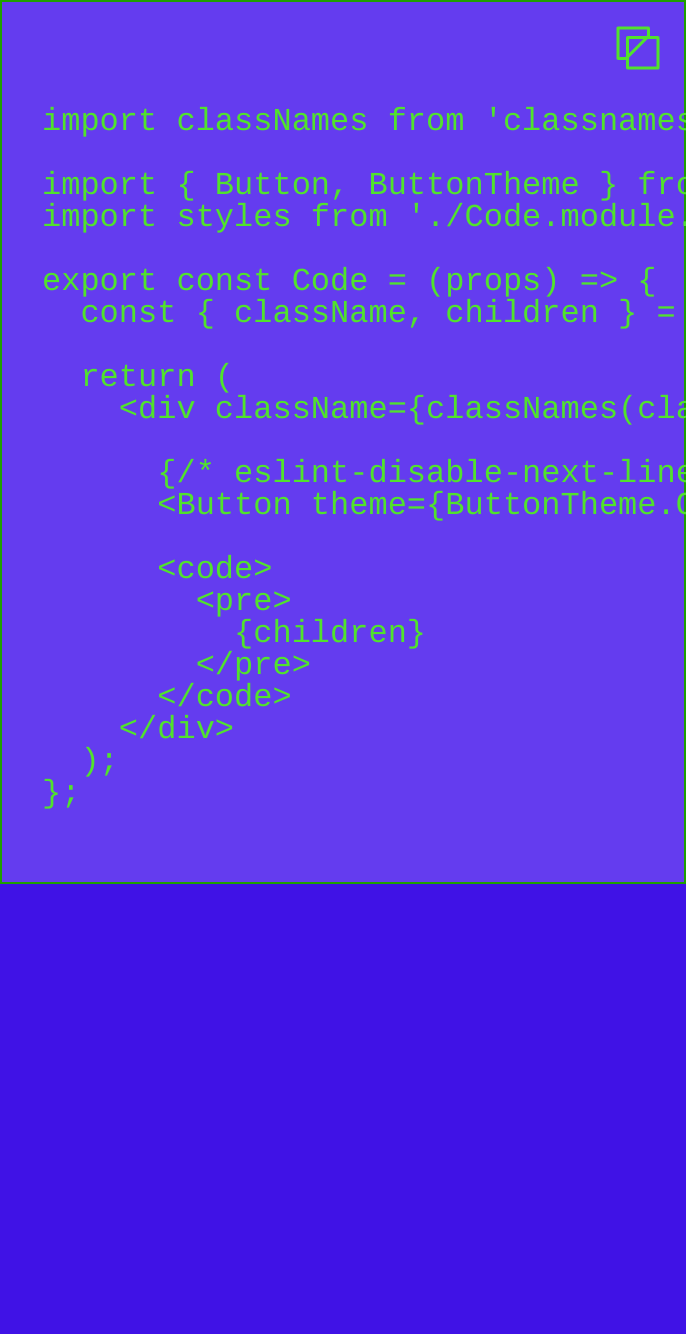 import classNames from 'classnames
import { Button, ButtonTheme } fro
import styles from './Code.module.
export const Code = (props) => {
const { className, children } =
return (
<div className={classNames(cla
{/* eslint-disable-next-line
<Button theme={ButtonTheme.
<code>
<pre>
{children}
</pre>
</code>
</div>
);
};